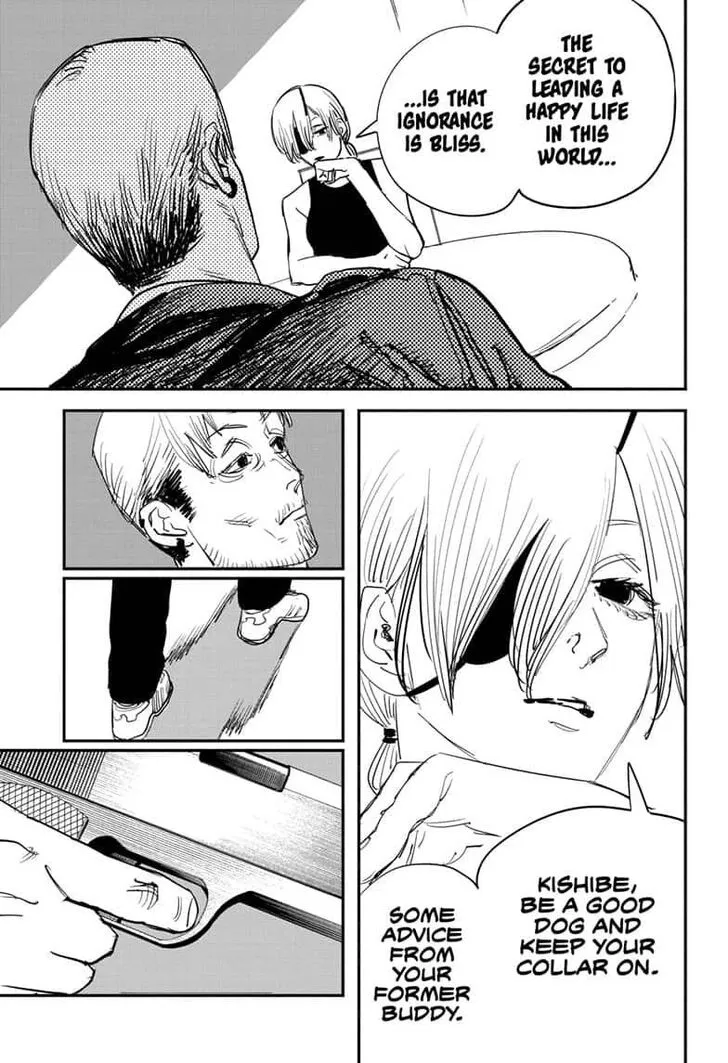 THE
SECRET TO
LEADING A
HAPPY LIFE
IN THIS
WORLD...
...IS THAT
IGNORANCE
IS BLISS.
KISHIBE,
BE A GOOD
DOG AND
KEEP YOUR
COLLAR ON.
SOME
ADVICE
FROM
YOUR
FORMER
BUDDY.